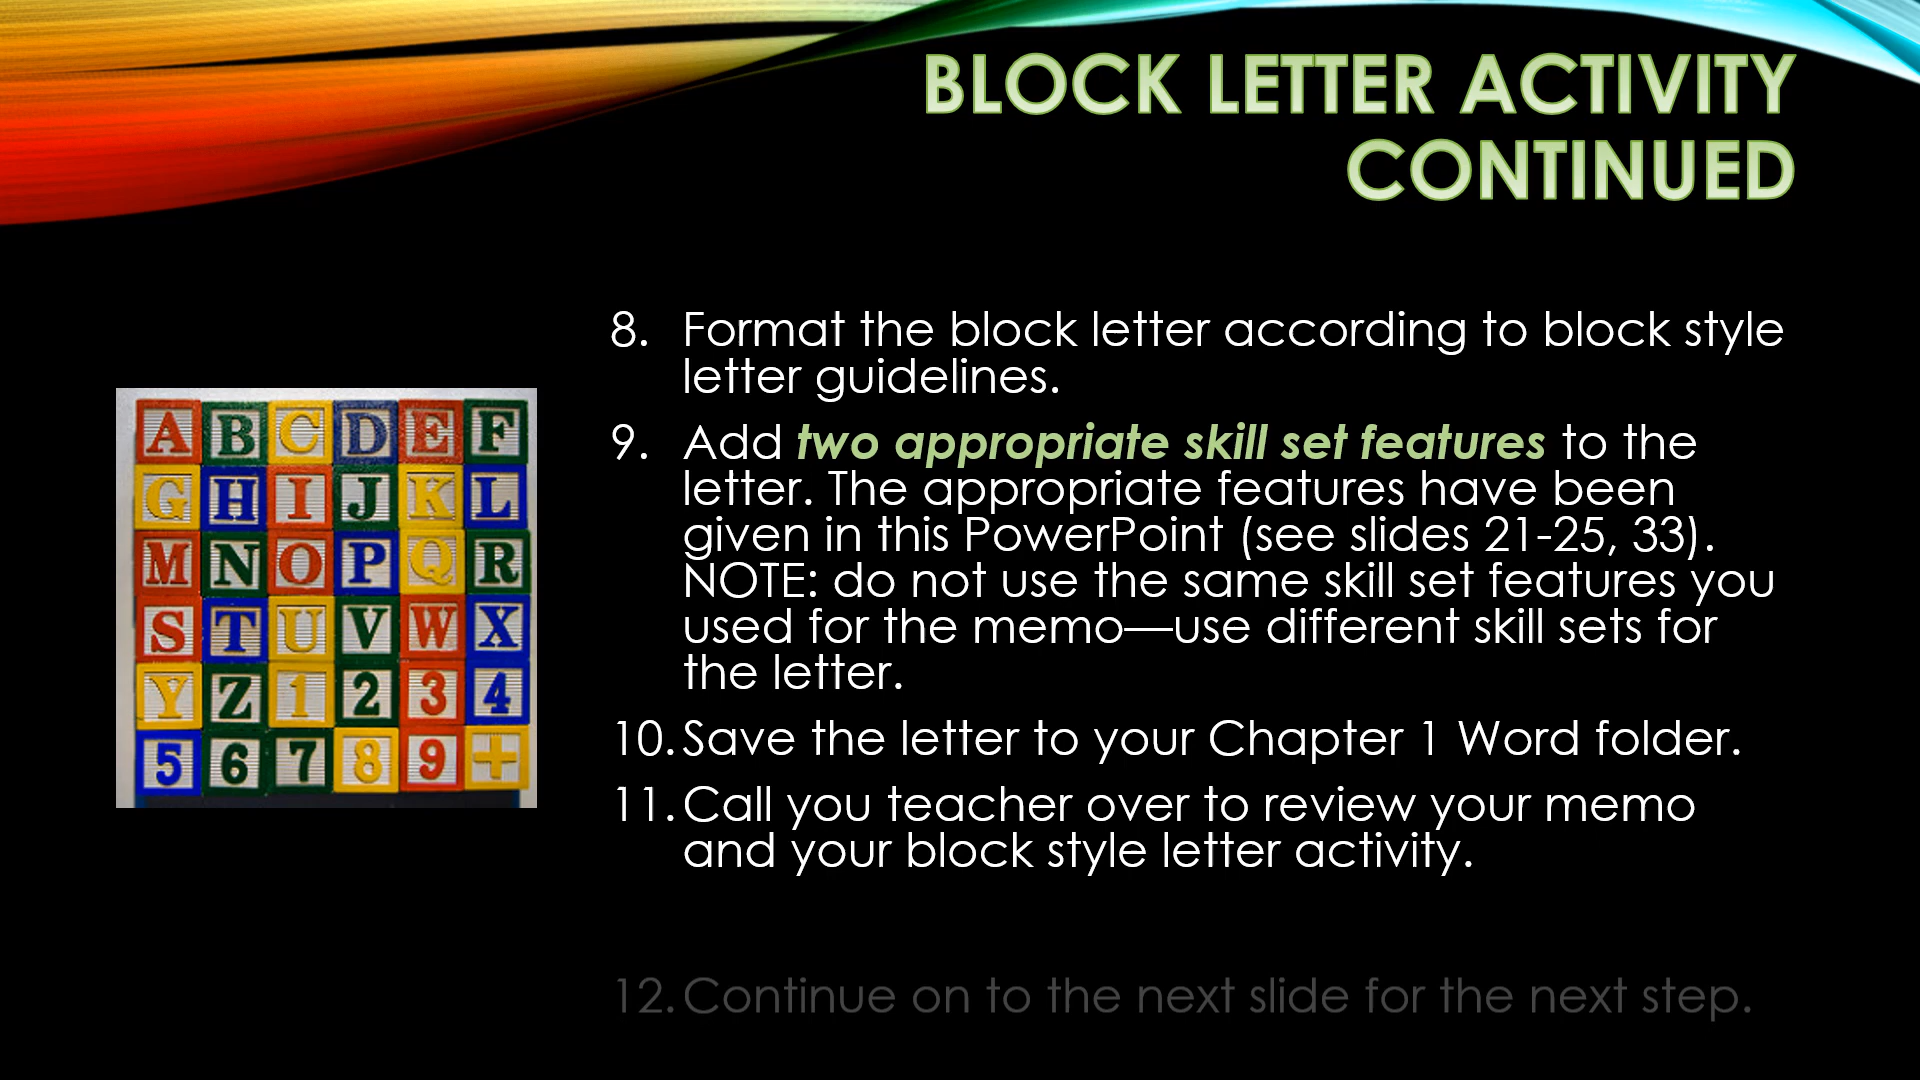 BLOCK LETTER ACTIVITY
CONTINUED
A B C D E F
G H I J K L
M N O P Q R
S T U V W X
Y Z 1 2 3 4
5 6 7 8 9 +
8. Format the block letter according to block style
letter guidelines.
9. Add two appropriate skill set features to the
letter. The appropriate features have been
given in this PowerPoint (see slides 21-25, 33).
NOTE: do not use the same skill set features you
used for the memo—use different skill sets for
the letter.
10. Save the letter to your Chapter 1 Word folder.
11. Call you teacher over to review your memo
and your block style letter activity.
12. Continue on to the next slide for the next step.